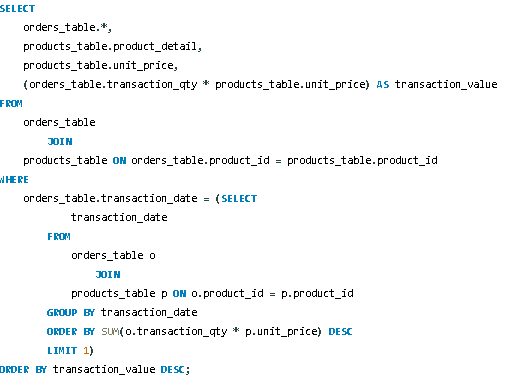 SELECT
orders_table.*,
products_table.product_detail,
products_table.unit_price,
(orders_table.transaction_qty * products_table.unit_price) AS transaction_value
FROM
orders_table
JOIN
products_table ON orders_table.product_id = products_table.product_id
WHERE
orders_table.transaction_date = (SELECT
transaction_date
FROM
orders_table o
JOIN
products_table p ON o.product_id = p.product_id
GROUP BY transaction_date
ORDER BY SUM(o.transaction_qty * p.unit_price) DESC
LIMIT 1)
ORDER BY transaction_value DESC;